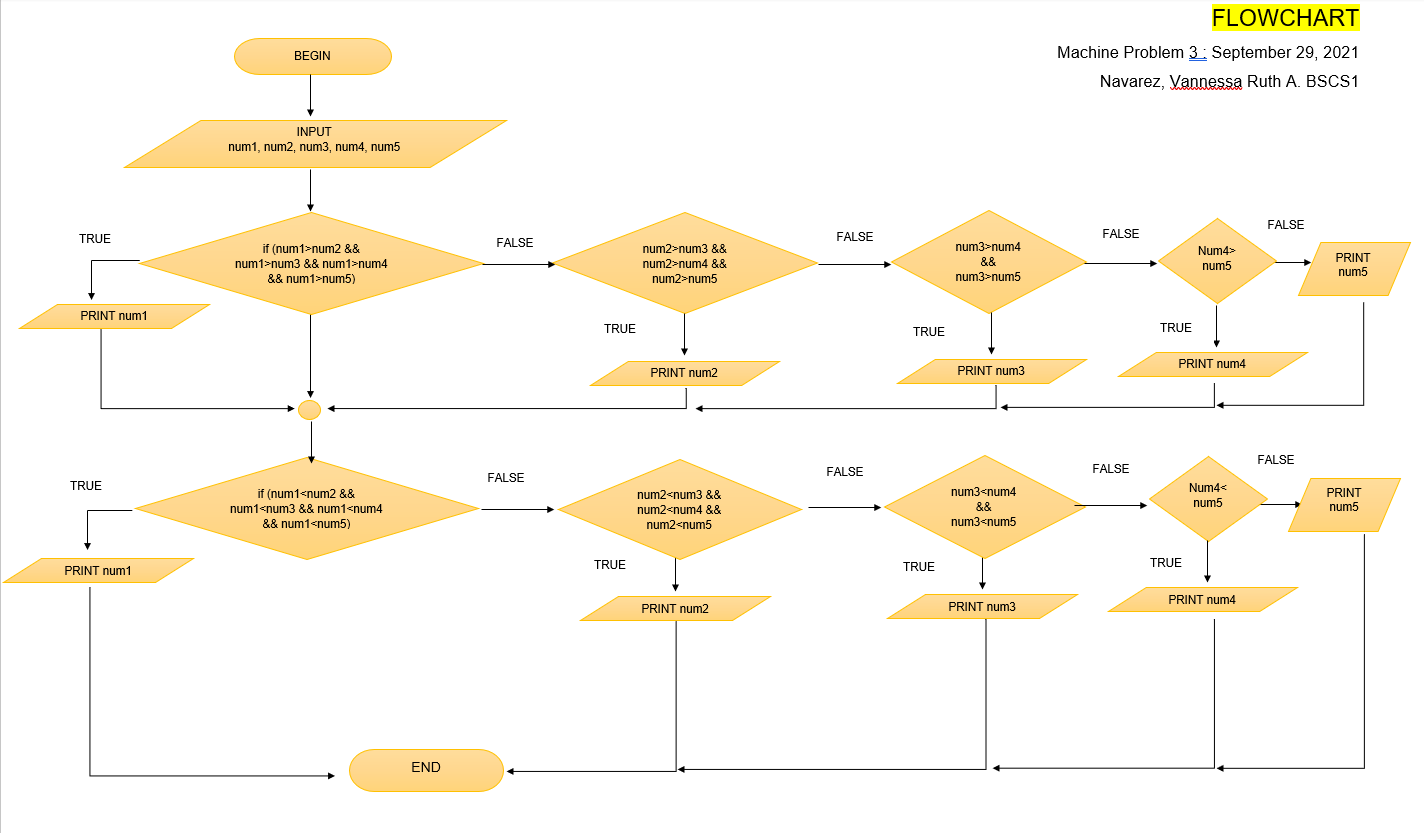 FLOWCHART
Machine Problem 3 : September 29, 2021
Navarez, Vannessa Ruth A. BSCS1
BEGIN
INPUT
num1, num2, num3, num4, num5
TRUE
if (num1>num2 &&
num1>num3 && num1>num4
&& num1>num5)
FALSE
num2>num3 &&
num2>num4 &&
num2>num5
FALSE
num3>num4
&&
num3>num5
FALSE
Num4>
num5
FALSE
PRINT
num5
PRINT num1
TRUE
PRINT num2
TRUE
PRINT num3
TRUE
PRINT num4
TRUE
if (num1<num2 &&
num1<num3 && num1<num4
&& num1<num5)
FALSE
num2<num3 &&
num2<num4 &&
num2<num5
FALSE
num3<num4
&&
num3<num5
FALSE
Num4<
num5
FALSE
PRINT
num5
PRINT num1
TRUE
PRINT num2
TRUE
PRINT num3
TRUE
PRINT num4
END